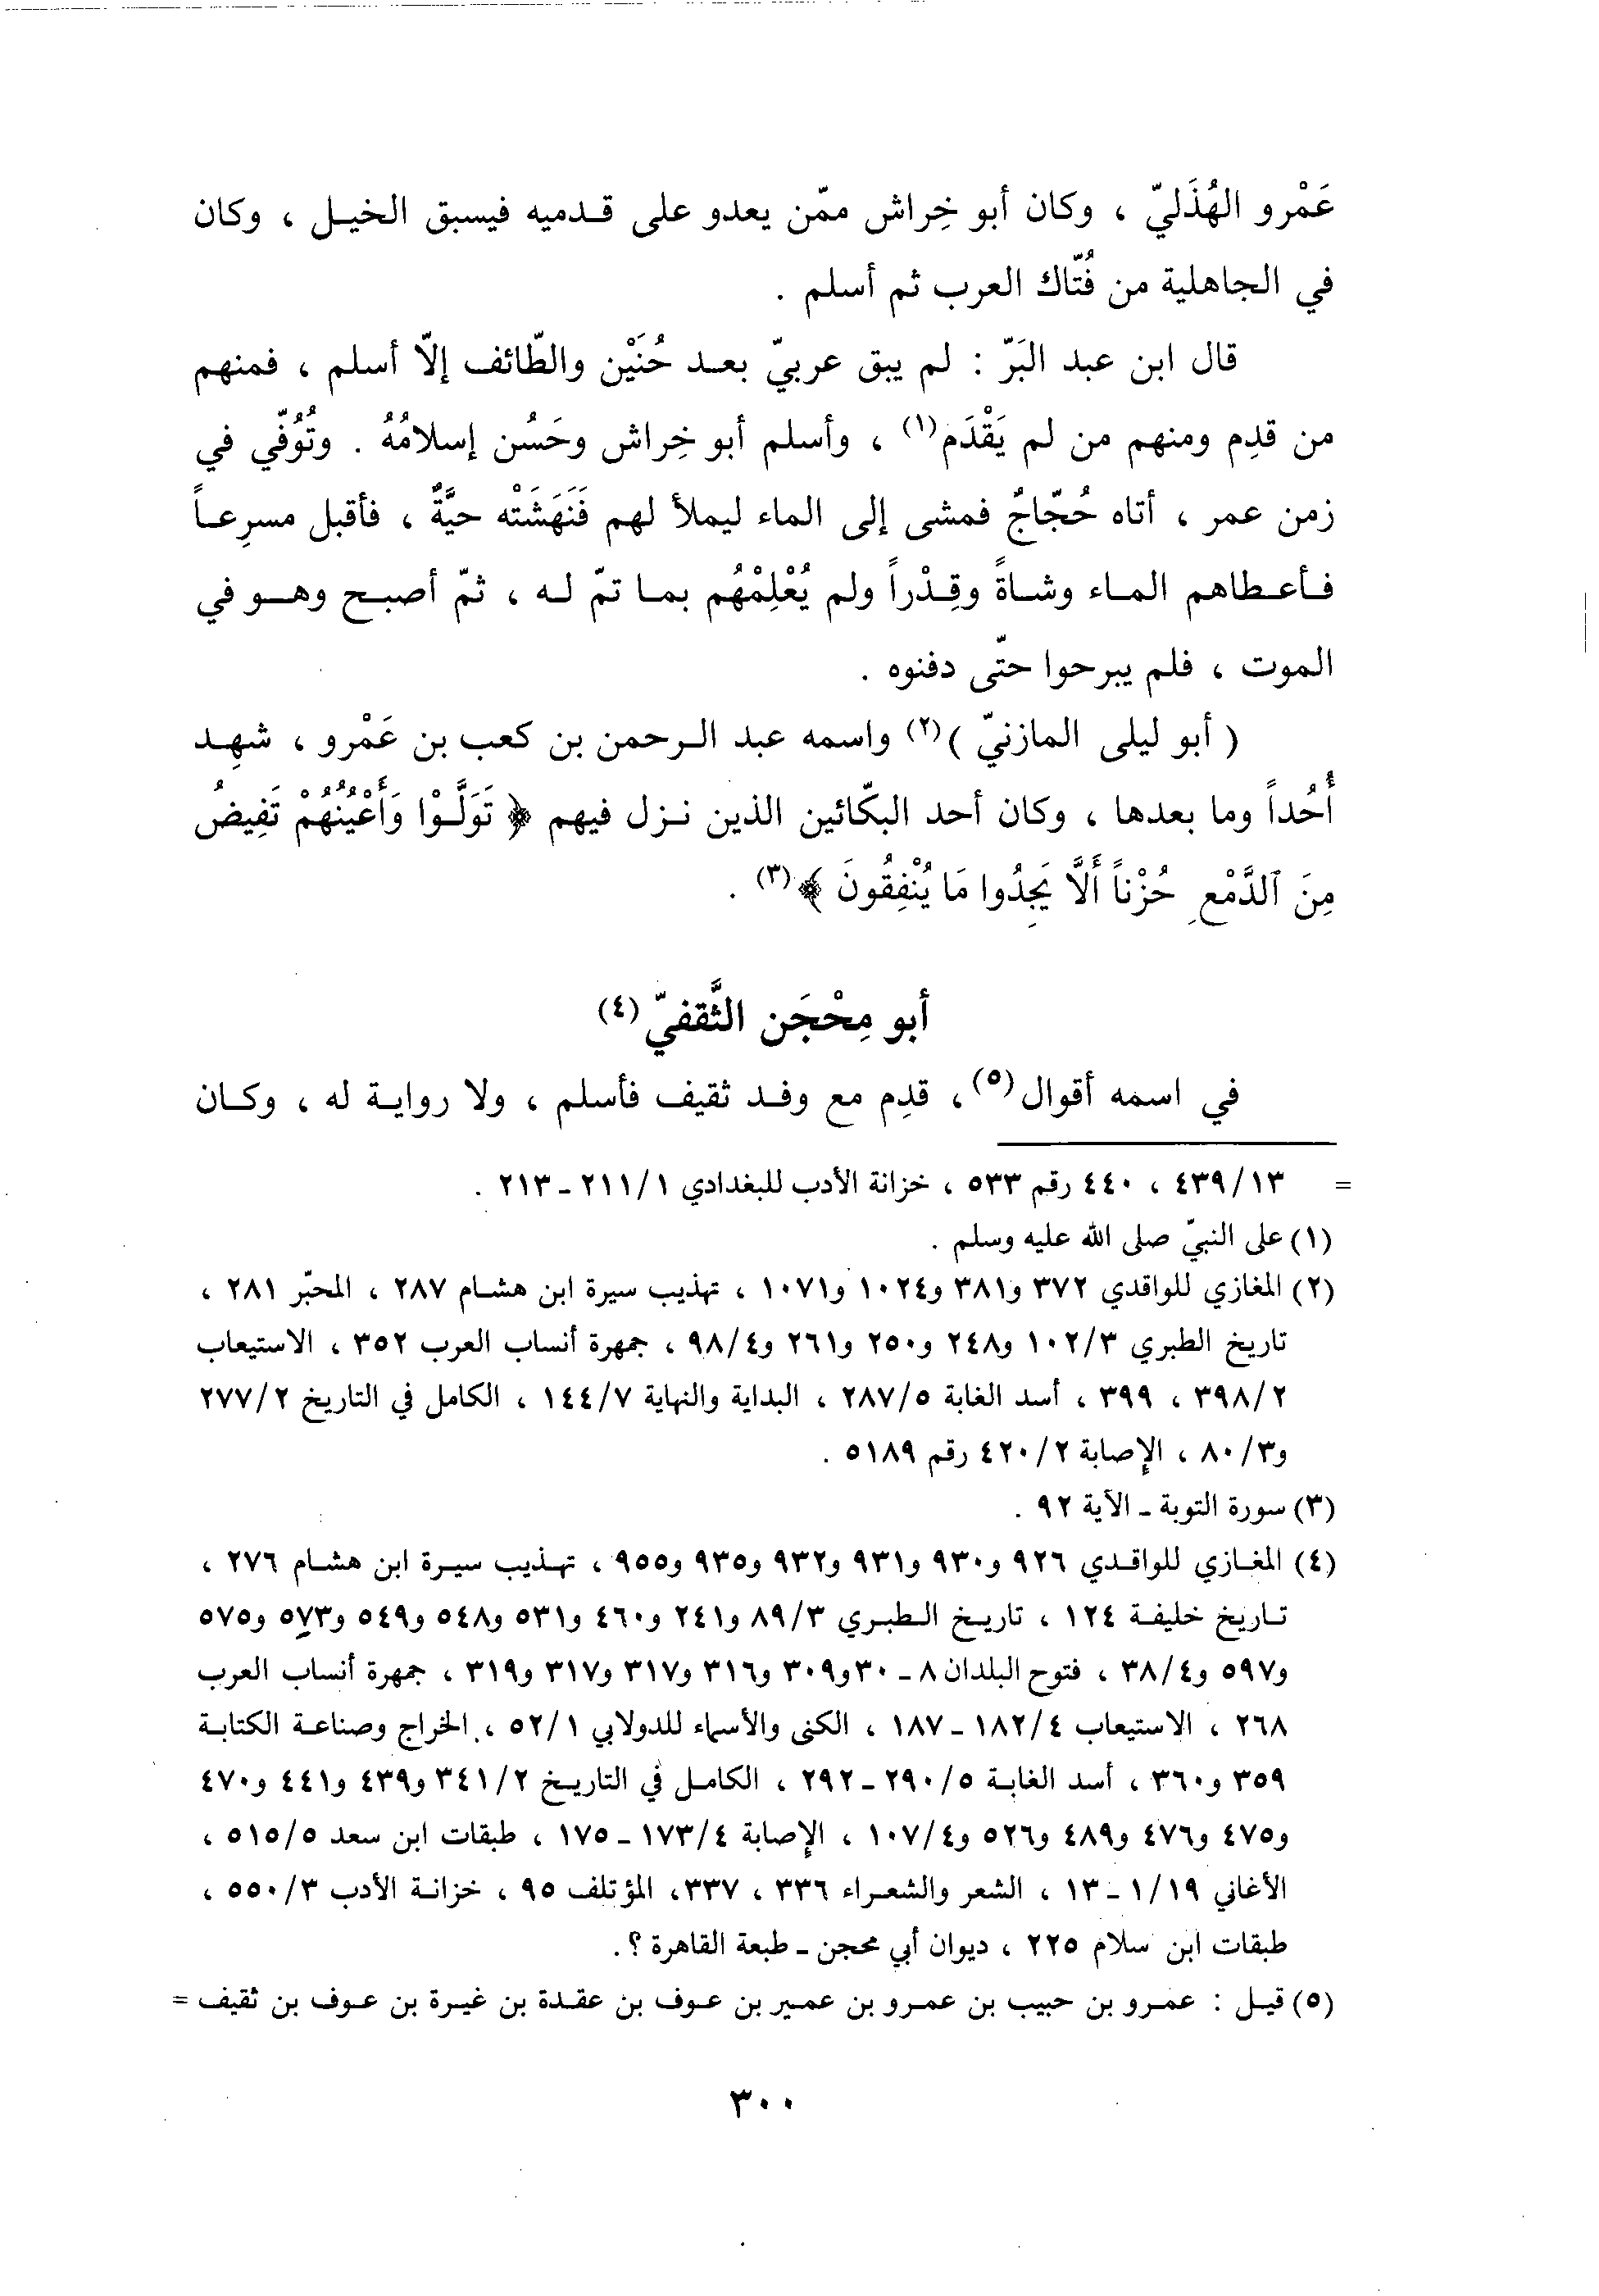 عَمْرو الهُذَليّ ، وكان أبو خِراش ممّن يعدو على قدميه فيسبق الخيل ، وكان
في الجاهلية من فُتّاك العرب ثم أسلم .
قال ابن عبد البَرّ : لم يبق عربيّ بعد حُنَيْن والطّائف إلّا أسلم ، فمنهم
من قدِم ومنهم من لم يَقْدَم(١) ، وأسلم أبو خِراش وحَسُن إسلامُهُ . وتُوُفّي في
زمن عمر ، أتاه حُجّاجٌ فمشى إلى الماء ليملأ لهم فَنَهَشَتْه حيَّةٌ ، فأقبل مسرِعاً
فأعطاهم الماء وشاةً وقِدْراً ولم يُعْلِمْهُم بما تمّ له ، ثمّ أصبح وهو في
الموت ، فلم يبرحوا حتّى دفنوه .
( أبو ليلى المازنيّ )(٢) واسمه عبد الرحمن بن كعب بن عَمْرو ، شهِد
أُحُداً وما بعدها ، وكان أحد البكّائين الذين نزل فيهم ﴿ تَوَلَّوْا وَأَعْيُنُهُمْ تَفِيضُ
مِنَ ٱلدَّمْعِ حُزْناً أَلَّا يَجِدُوا مَا يُنْفِقُونَ ﴾(٣) .
أبو مِحْجَن الثَّقفيّ(٤)
في اسمه أقوال(٥) ، قدِم مع وفد ثقيف فأسلم ، ولا رواية له ، وكان
= ١٣/٤٣٩ ، ٤٤٠ رقم ٥٣٣ ، خزانة الأدب للبغدادي ١/٢١١ - ٢١٣ .
(١) على النبيّ صلى الله عليه وسلم .
(٢) المغازي للواقدي ٣٧٢ و٣٨١ و١٠٢٤ و١٠٧١ ، تهذيب سيرة ابن هشام ٢٨٧ ، المحبّر ٢٨١ ،
تاريخ الطبري ٣/١٠٢ و٢٤٨ و٢٥٠ و٢٦١ و٤/٩٨ ، جمهرة أنساب العرب ٣٥٢ ، الاستيعاب
٢/٣٩٨ ، ٣٩٩ ، أسد الغابة ٥/٢٨٧ ، البداية والنهاية ٧/١٤٤ ، الكامل في التاريخ ٢/٢٧٧
و٣/٨٠ ، الإصابة ٢/٤٢٠ رقم ٥١٨٩ .
(٣) سورة التوبة - الآية ٩٢ .
(٤) المغازي للواقدي ٩٢٦ و٩٣٠ و٩٣١ و٩٣٢ و٩٣٥ و٩٥٥ ، تهذيب سيرة ابن هشام ٢٧٦ ،
تاريخ خليفة ١٢٤ ، تاريخ الطبري ٣/٨٩ و٢٤١ و٤٦٠ و٥٣١ و٥٤٨ و٥٤٩ و٥٧٣ و٥٧٥
و٥٩٧ و٤/٣٨ ، فتوح البلدان ٨ - ٣٠ و٣٠٩ و٣١٦ و٣١٧ و٣١٧ و٣١٩ ، جمهرة أنساب العرب
٢٦٨ ، الاستيعاب ٤/١٨٢ - ١٨٧ ، الكنى والأسماء للدولابي ١/٥٢ ، الخراج وصناعة الكتابة
٣٥٩ و٣٦٠ ، أسد الغابة ٥/٢٩٠ - ٢٩٢ ، الكامل في التاريخ ٢/٣٤١ و٤٣٩ و٤٤١ و٤٧٠
و٤٧٥ و٤٧٦ و٤٨٩ و٥٢٦ و٤/١٠٧ ، الإصابة ٤/١٧٣ - ١٧٥ ، طبقات ابن سعد ٥/٥١٥ ،
الأغاني ١٩/١ - ١٣ ، الشعر والشعراء ٣٣٦ ، ٣٣٧، المؤتلف ٩٥ ، خزانة الأدب ٣/٥٥٠ ،
طبقات ابن سلام ٢٢٥ ، ديوان أبي محجن - طبعة القاهرة ؟ .
(٥) قيل : عمرو بن حبيب بن عمرو بن عمير بن عوف بن عقدة بن غيرة بن عوف بن ثقيف =
٣٠٠